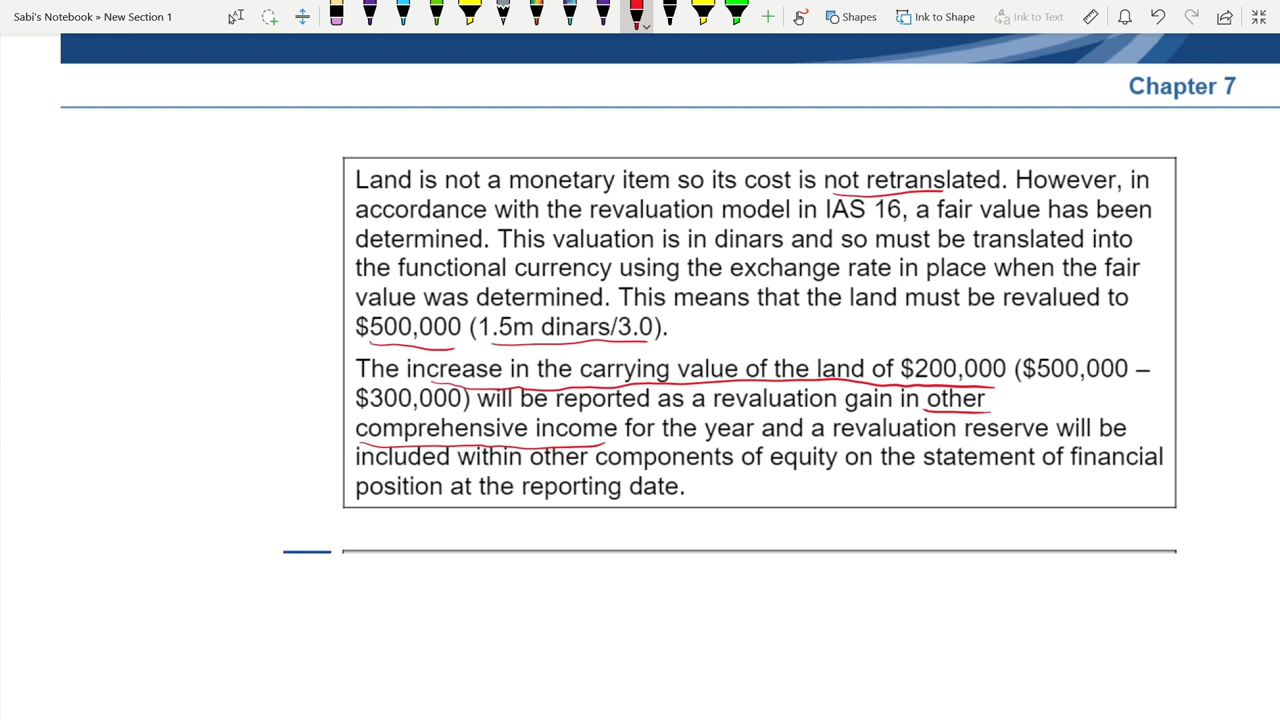 Sabi's Notebook » New Section 1
Shapes
Ink to Shape
Ink to Text
Chapter 7
Land is not a monetary item so its cost is not retranslated. However, in
accordance with the revaluation model in IAS 16, a fair value has been
determined. This valuation is in dinars and so must be translated into
the functional currency using the exchange rate in place when the fair
value was determined. This means that the land must be revalued to
$500,000 (1.5m dinars/3.0).
The increase in the carrying value of the land of $200,000 ($500,000 –
$300,000) will be reported as a revaluation gain in other
comprehensive income for the year and a revaluation reserve will be
included within other components of equity on the statement of financial
position at the reporting date.